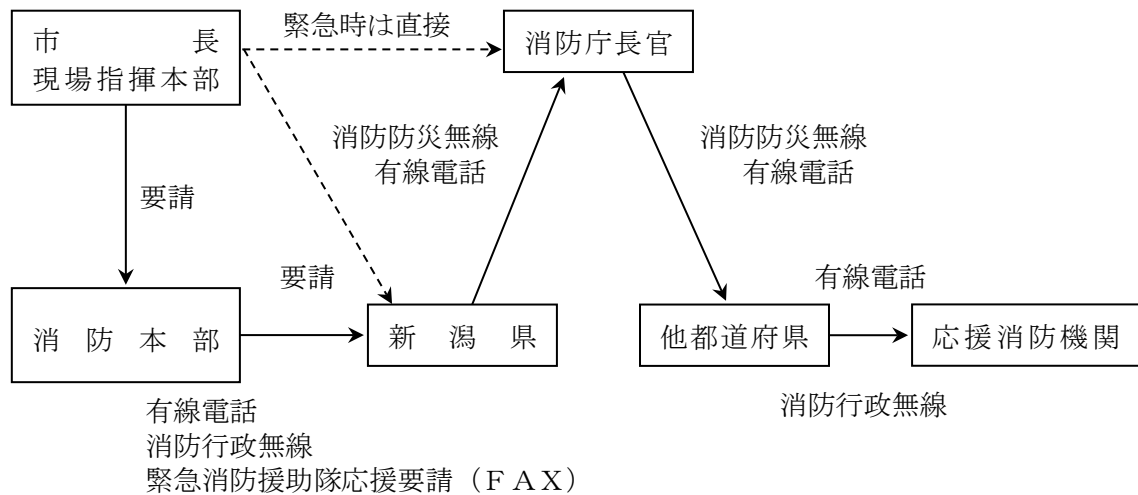 市長
現場指揮本部
緊急時は直接
消防庁長官
消防防災無線
有線電話
消防防災無線
有線電話
要請
要請
有線電話
消防本部
新潟県
他都道府県
応援消防機関
消防行政無線
有線電話
消防行政無線
緊急消防援助隊応援要請（ＦＡＸ）